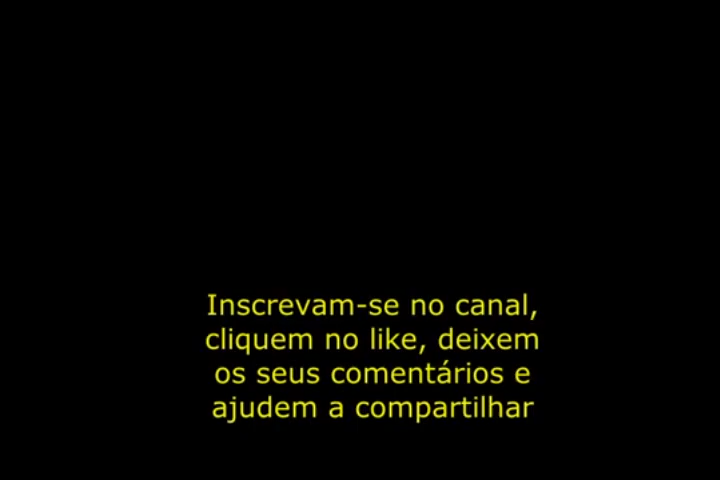 Inscrevam-se no canal,
cliquem no like, deixem
os seus comentários e
ajudem a compartilhar